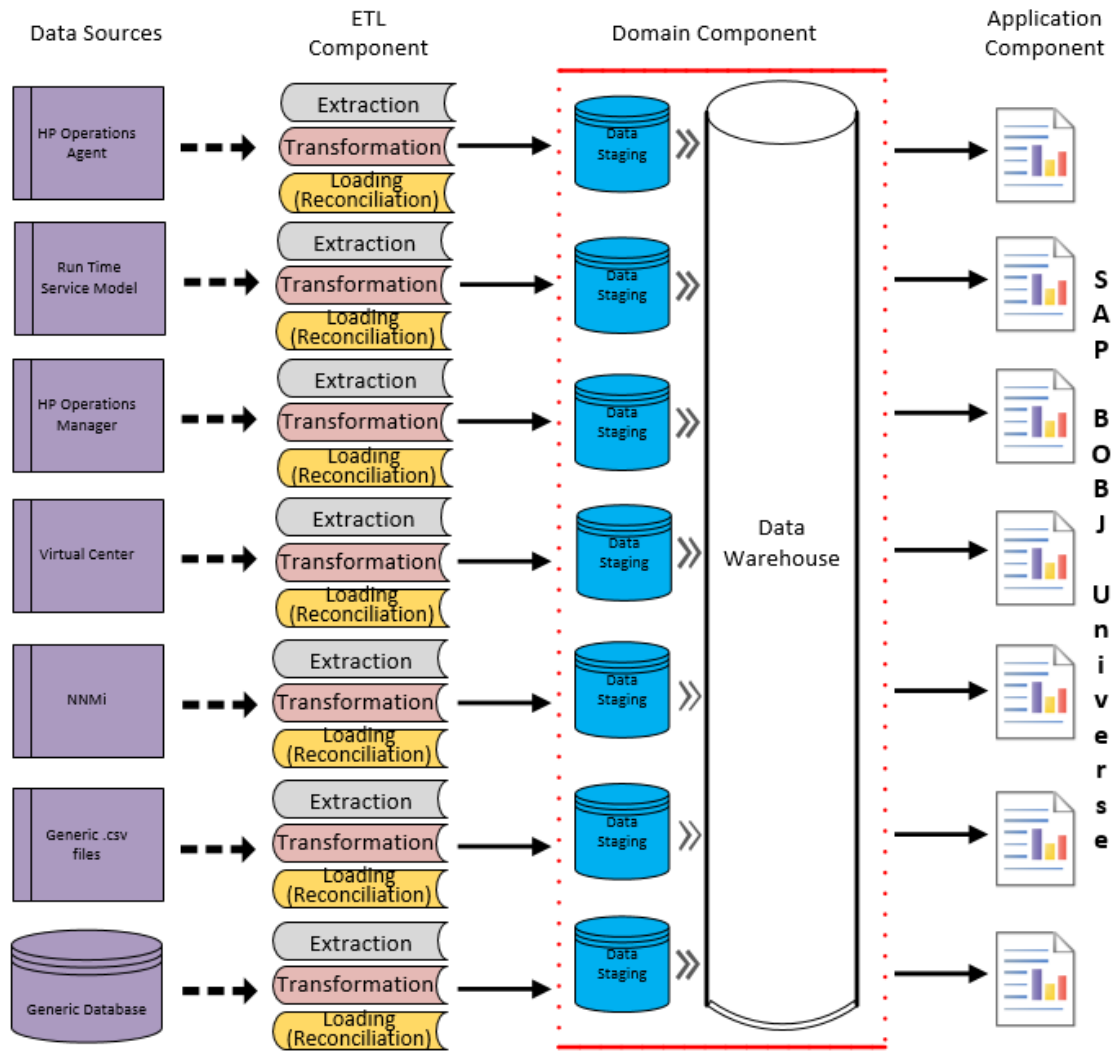 Data Sources
ETL
Component
Domain Component
Application
Component
HP Operations
Agent
Extraction
Transformation
Loading
(Reconciliation)
Data
Staging
Run Time
Service Model
Extraction
Transformation
Loading
(Reconciliation)
Data
Staging
HP Operations
Manager
Extraction
Transformation
Loading
(Reconciliation)
Data
Staging
Virtual Center
Extraction
Transformation
Loading
(Reconciliation)
Data
Staging
NNMi
Extraction
Transformation
Loading
(Reconciliation)
Data
Staging
Generic .csv
files
Extraction
Transformation
Loading
(Reconciliation)
Data
Staging
Generic Database
Extraction
Transformation
Loading
(Reconciliation)
Data
Staging
Data
Warehouse
SAP BOBJ Universe